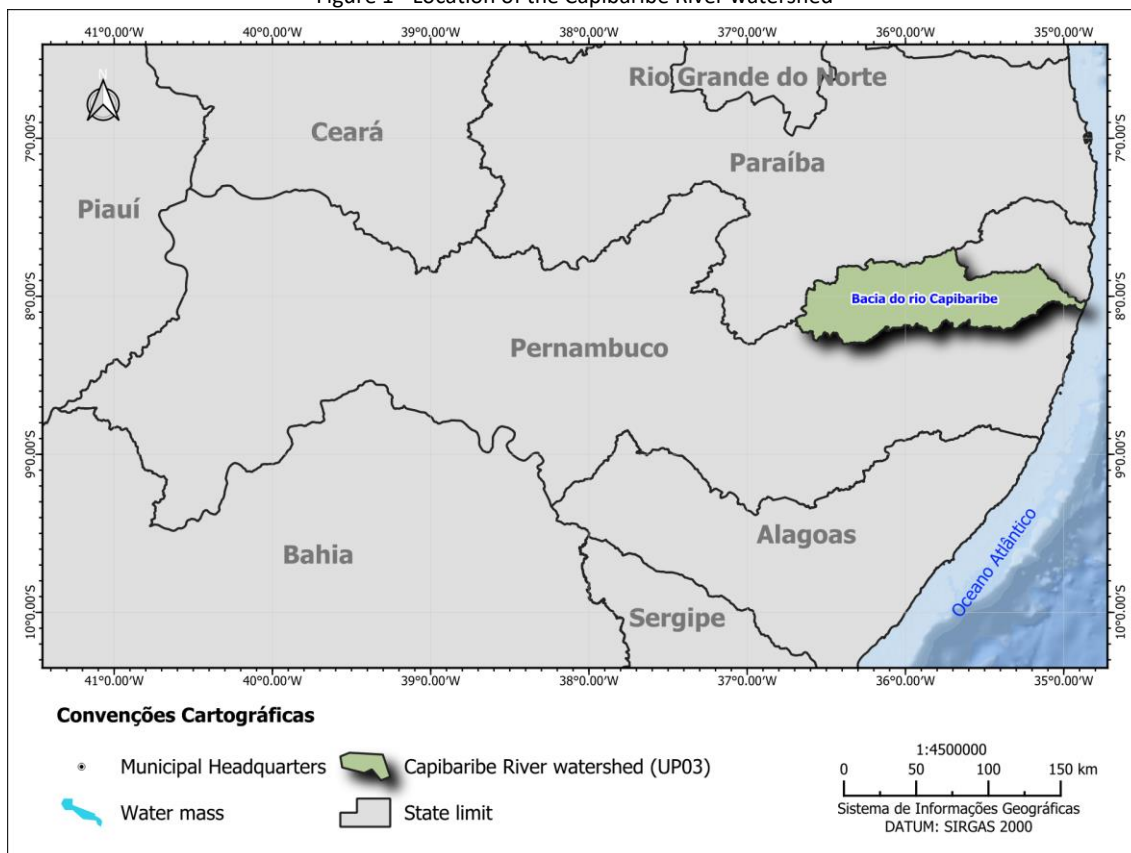 Figure 1 - Location of the Capibaribe River watershed
41°0.00'W 40°0.00'W 39°0.00'W 38°0.00'W 37°0.00'W 36°0.00'W 35°0.00'W
N
Rio Grande do Norte
Ceará
7°0.00'S
7°0.00'S
Paraíba
Piauí
Bacia do rio Capibaribe
8°0.00'S
8°0.00'S
Pernambuco
9°0.00'S
9°0.00'S
Alagoas
Bahia
Oceano Atlântico
Sergipe
10°0.00'S
10°0.00'S
41°0.00'W 40°0.00'W 39°0.00'W 38°0.00'W 37°0.00'W 36°0.00'W 35°0.00'W
Convenções Cartográficas
Municipal Headquarters
Capibaribe River watershed (UP03)
Water mass
State limit
1:4500000
0 50 100 150 km
Sistema de Informações Geográficas
DATUM: SIRGAS 2000